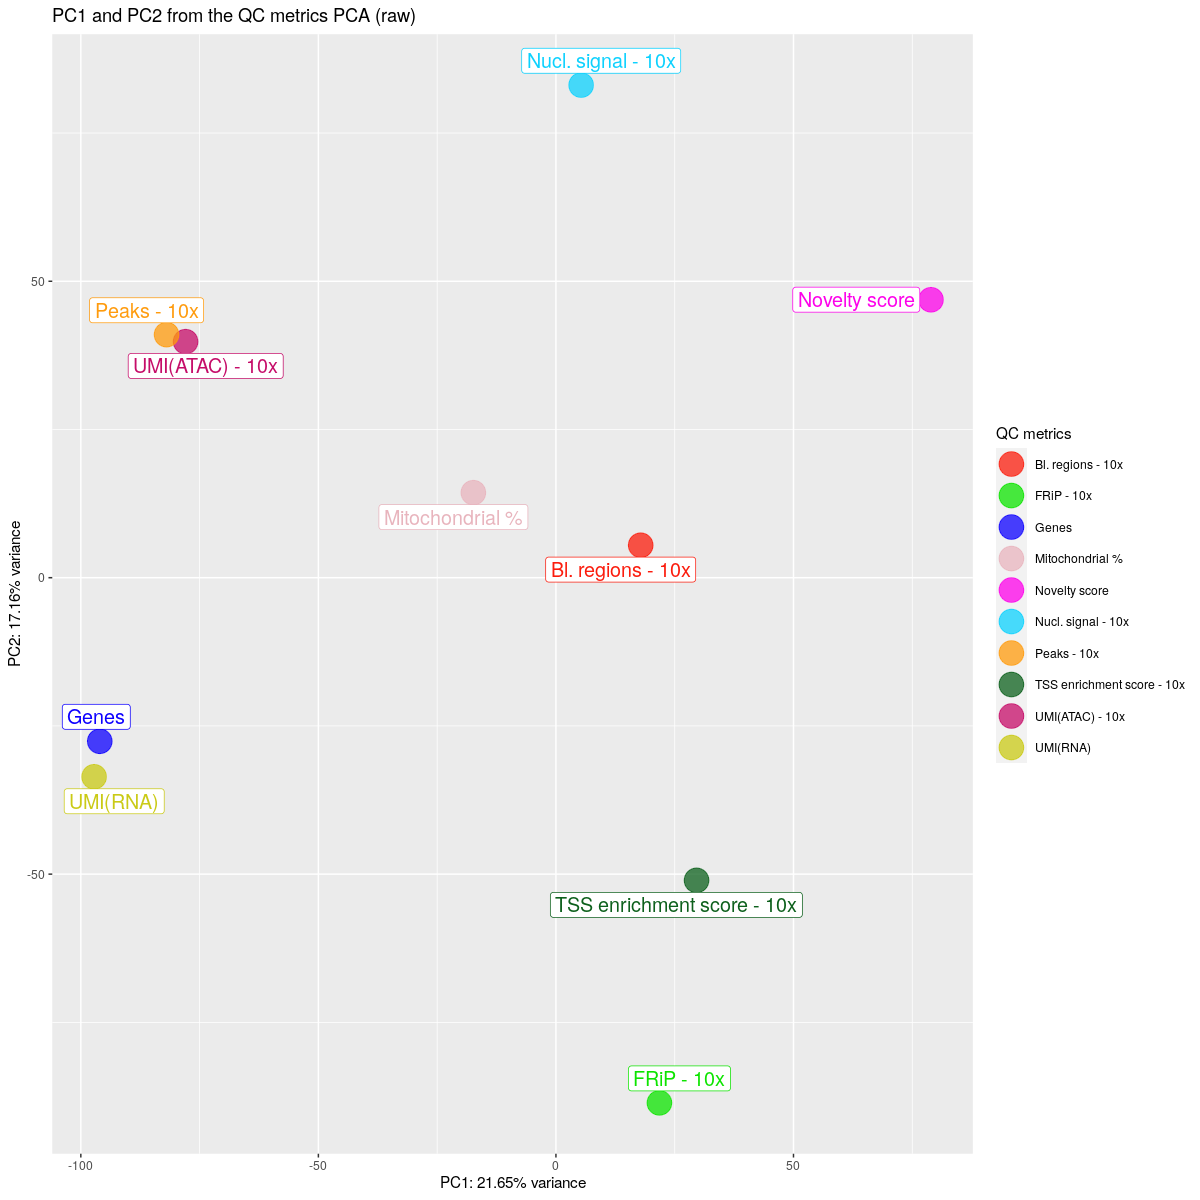 PC1 and PC2 from the QC metrics PCA (raw)
Nucl. signal - 10x
Novelty score
Peaks - 10x
UMI(ATAC) - 10x
Mitochondrial %
Bl. regions - 10x
Genes
UMI(RNA)
TSS enrichment score - 10x
FRiP - 10x
50
0
-50
PC2: 17.16% variance
-100
-50
0
50
PC1: 21.65% variance
QC metrics
Bl. regions - 10x
FRiP - 10x
Genes
Mitochondrial %
Novelty score
Nucl. signal - 10x
Peaks - 10x
TSS enrichment score - 10x
UMI(ATAC) - 10x
UMI(RNA)